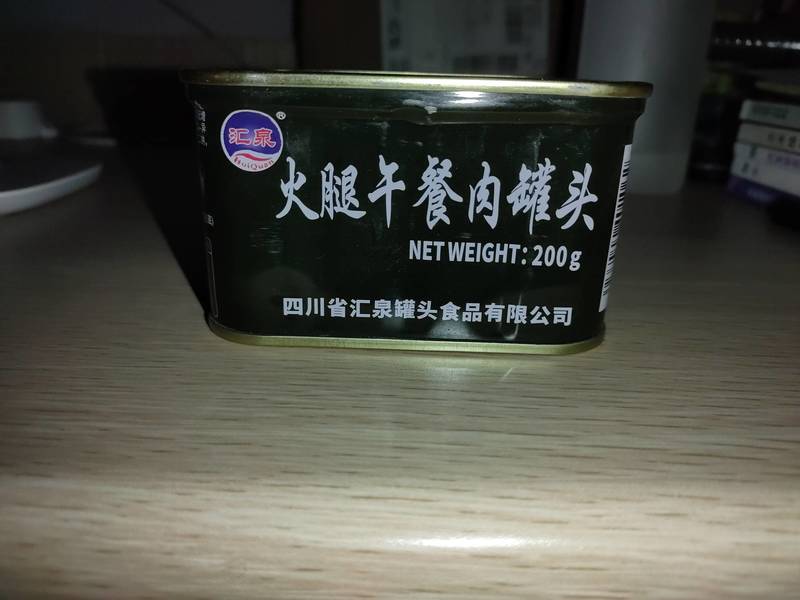 汇泉®
HuiQuan
火腿午餐肉罐头
NET WEIGHT: 200g
四川省汇泉罐头食品有限公司